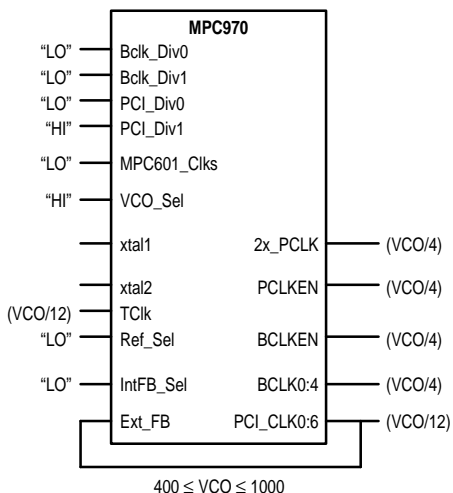 MPC970
“LO” Bclk_Div0
“LO” Bclk_Div1
“LO” PCI_Div0
“HI” PCI_Div1
“LO” MPC601_Clks
“HI” VCO_Sel
xtal1 2x_PCLK (VCO/4)
xtal2 PCLKEN (VCO/4)
(VCO/12) TClk
“LO” Ref_Sel BCLKEN (VCO/4)
“LO” IntFB_Sel BCLK0:4 (VCO/4)
Ext_FB PCI_CLK0:6 (VCO/12)
400 ≤ VCO ≤ 1000